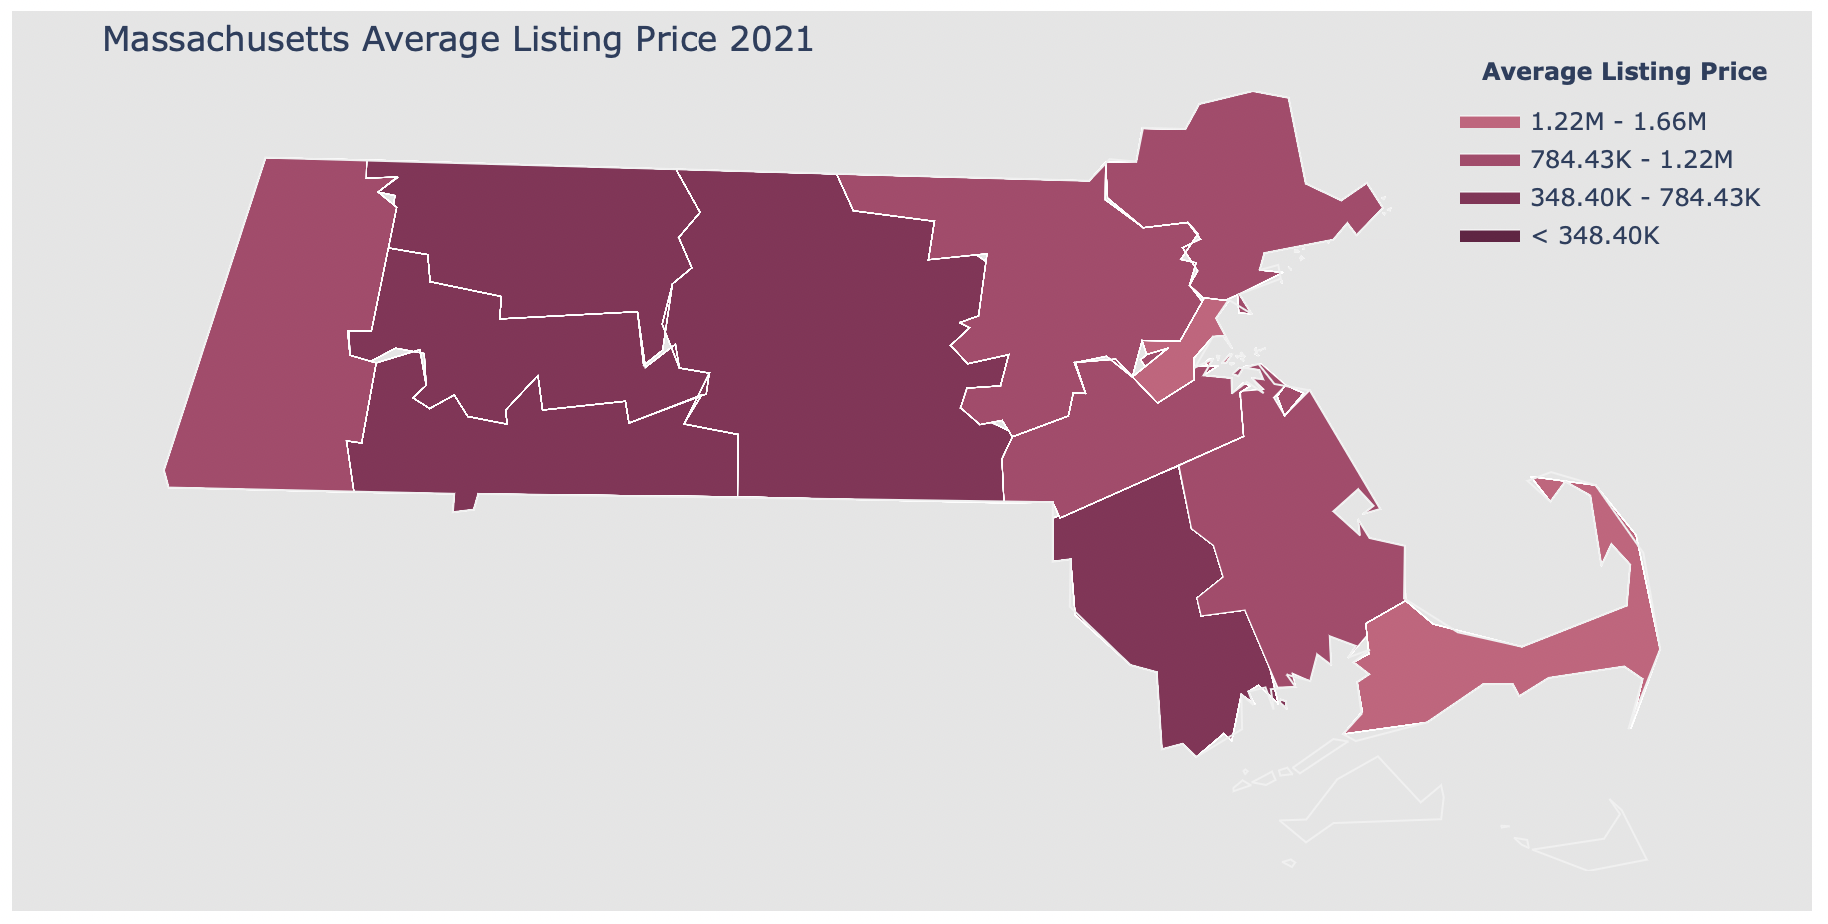 Massachusetts Average Listing Price 2021
Average Listing Price
1.22M - 1.66M
784.43K - 1.22M
348.40K - 784.43K
< 348.40K